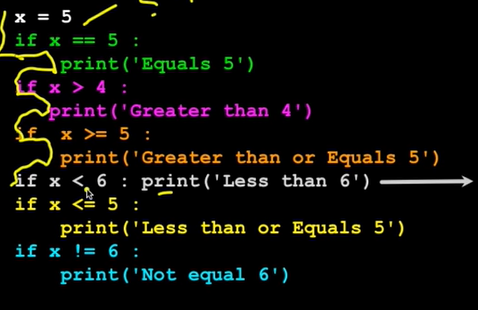 x = 5
if x == 5 :
print('Equals 5')
if x > 4 :
print('Greater than 4')
if x >= 5 :
print('Greater than or Equals 5')
if x < 6 : print('Less than 6')
if x <= 5 :
print('Less than or Equals 5')
if x != 6 :
print('Not equal 6')